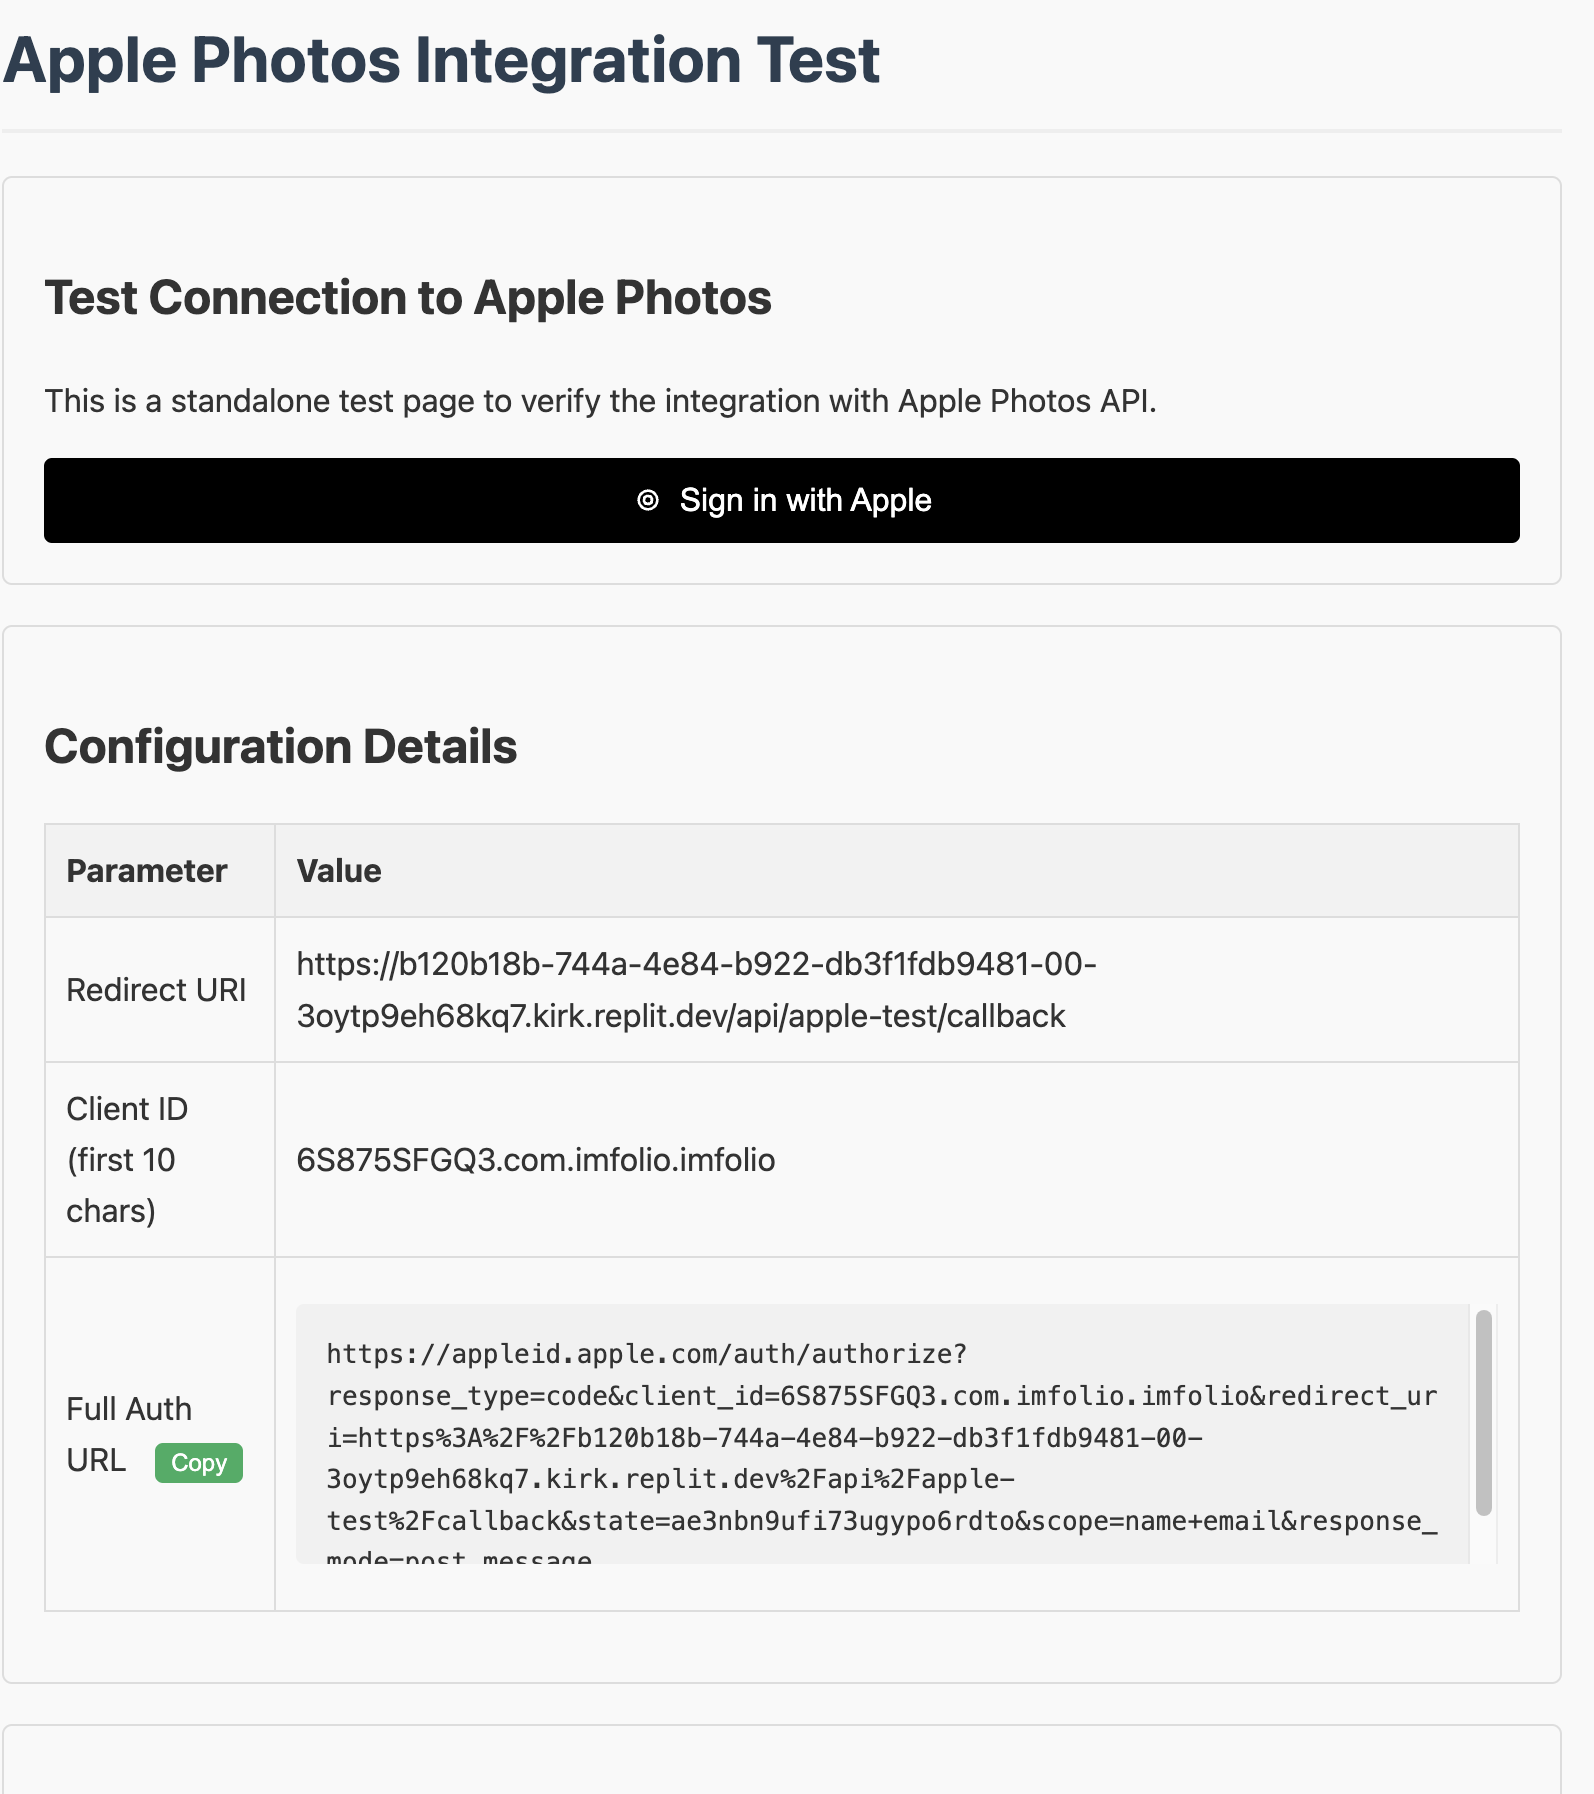 Apple Photos Integration Test
Test Connection to Apple Photos
This is a standalone test page to verify the integration with Apple Photos API.
Sign in with Apple
Configuration Details
Parameter
Value
Redirect URI
https://b120b18b-744a-4e84-b922-db3f1fdb9481-00-
3oytp9eh68kq7.kirk.replit.dev/api/apple-test/callback
Client ID
(first 10
chars)
6S875SFGQ3.com.imfolio.imfolio
Full Auth
URL
Copy
https://appleid.apple.com/auth/authorize?
response_type=code&client_id=6S875SFGQ3.com.imfolio.imfolio&redirect_ur
i=https%3A%2F%2Fb120b18b-744a-4e84-b922-db3f1fdb9481-00-
3oytp9eh68kq7.kirk.replit.dev%2Fapi%2Fapple-
test%2Fcallback&state=ae3nbn9ufi73ugypo6rdto&scope=name+email&response_
mode=post_message